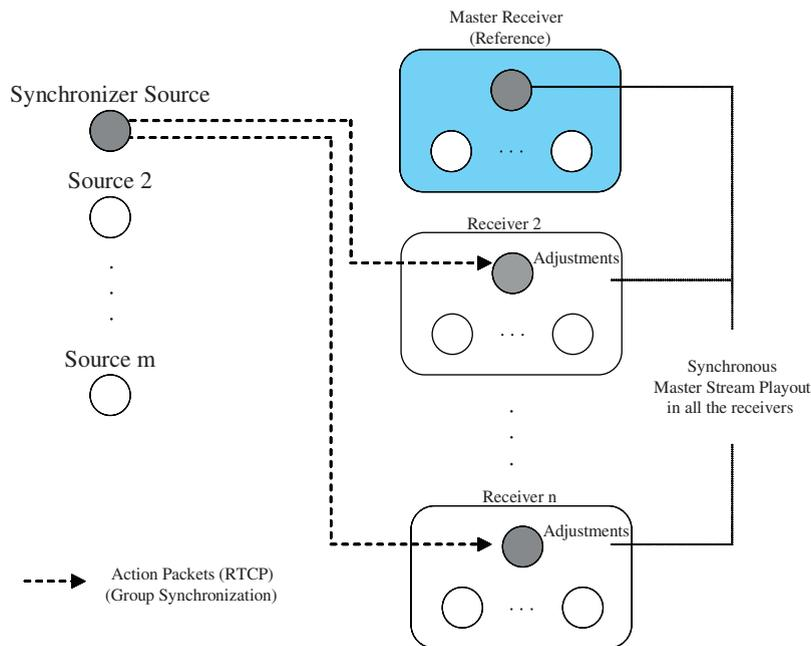 Master Receiver
(Reference)
Synchronizer Source
. . .
Source 2
Receiver 2
Adjustments
.
.
.
. . .
Source m
Synchronous
Master Stream Playout
in all the receivers
.
.
.
Receiver n
Adjustments
Action Packets (RTCP)
(Group Synchronization)
. . .